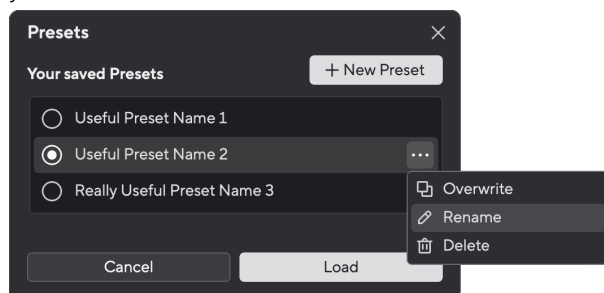 Presets
Your saved Presets
+ New Preset
Useful Preset Name 1
Useful Preset Name 2
Really Useful Preset Name 3
Overwrite
Rename
Delete
Cancel
Load